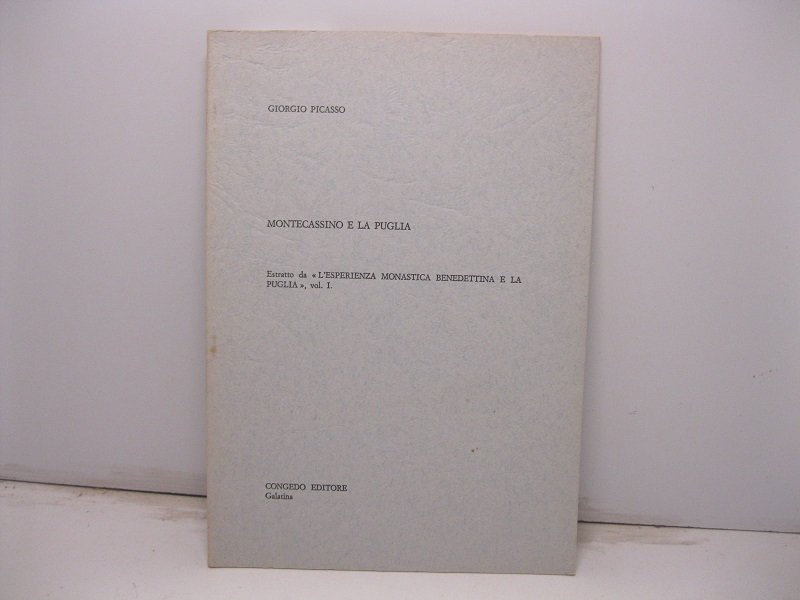 GIORGIO PICASSO
MONTECASSINO E LA PUGLIA
Estratto da « L'ESPERIENZA MONASTICA BENEDETTINA E LA
PUGLIA », vol. I.
CONGEDO EDITORE
Galatina